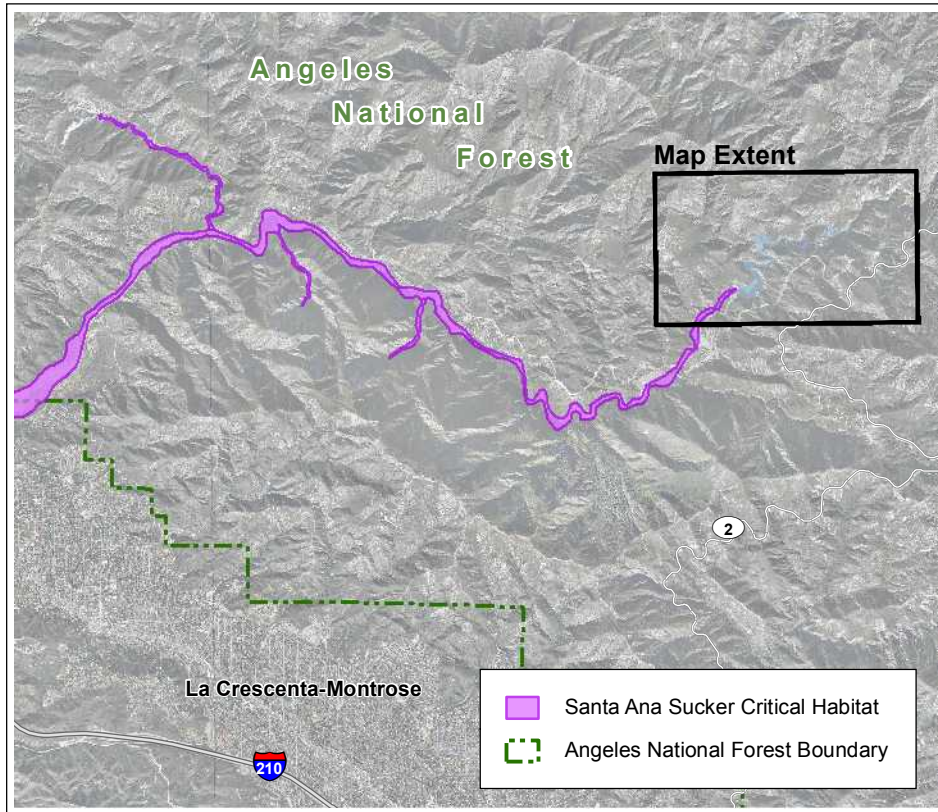 Angeles
National
Forest
Map Extent
2
La Crescenta-Montrose
210
Santa Ana Sucker Critical Habitat
Angeles National Forest Boundary